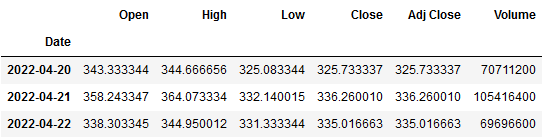 Open High Low Close Adj Close Volume
Date
2022-04-20 343.333344 344.666656 325.083344 325.733337 325.733337 70711200
2022-04-21 358.243347 364.073334 332.140015 336.260010 336.260010 105416400
2022-04-22 338.303345 344.950012 331.333344 335.016663 335.016663 69696600